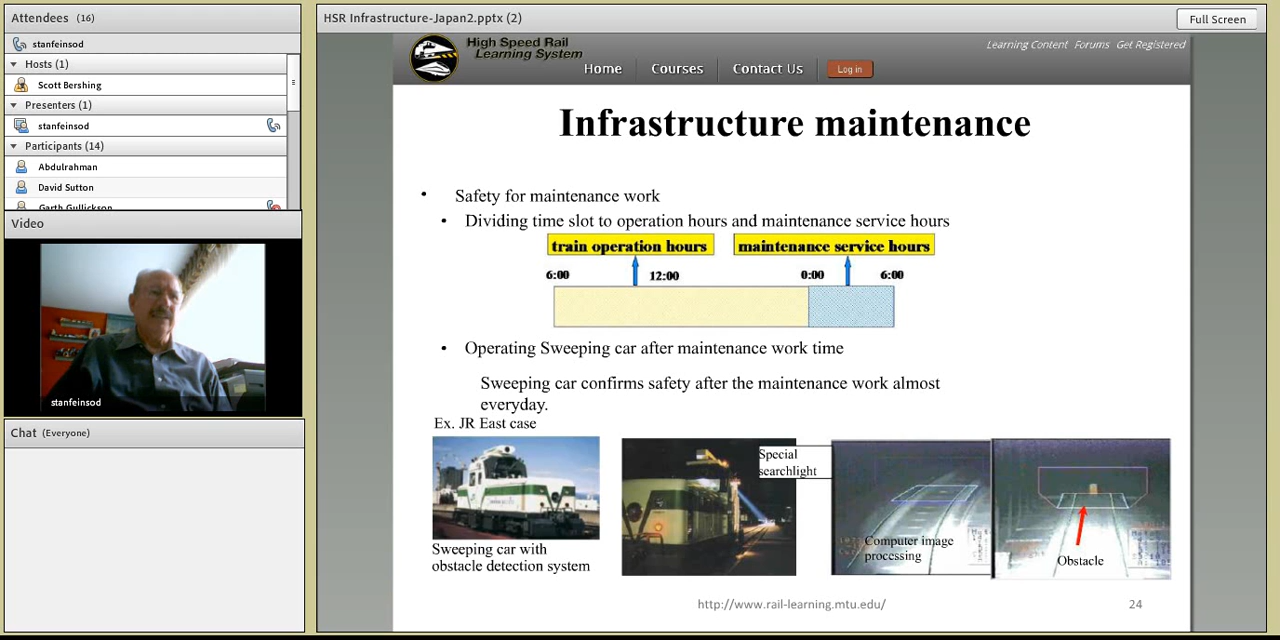 Attendees (16)
stanfeinsod
Hosts (1)
Scott Bershing
Presenters (1)
stanfeinsod
Participants (14)
Abdulrahman
David Sutton
Garth Gullickson
Video
stanfeinsod
Chat (Everyone)
HSR Infrastructure-Japan2.pptx (2)
Full Screen
High Speed Rail
Learning System
Learning Content Forums Get Registered
Home Courses Contact Us Log in
Infrastructure maintenance
• Safety for maintenance work
• Dividing time slot to operation hours and maintenance service hours
train operation hours maintenance service hours
6:00 12:00 0:00 6:00
• Operating Sweeping car after maintenance work time
Sweeping car confirms safety after the maintenance work almost
everyday.
Ex. JR East case
Special
searchlight
Computer image
processing
Obstacle
Sweeping car with
obstacle detection system
http://www.rail-learning.mtu.edu/
24